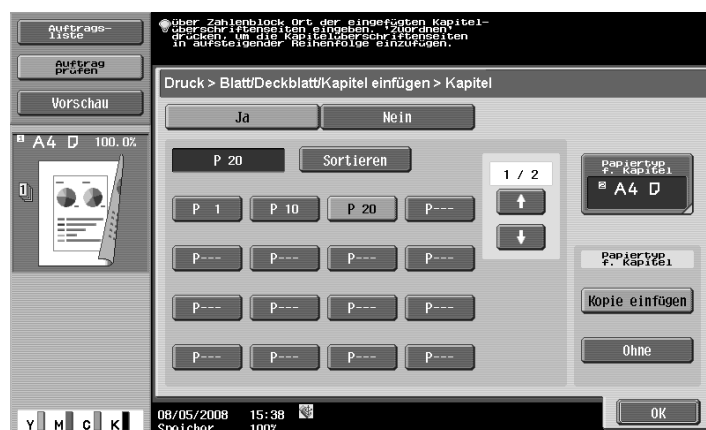 Auftrags-
liste
Auftrag
prüfen
Vorschau
A4 100.0%
1
Y M C K
über Zahlenblock Ort der eingefügten Kapitel-
überschriftenseiten eingeben. 'Zuordnen'
drücken, um die Kapitelüberschriftenseiten
in aufsteigender Reihenfolge einzufügen.
Druck > Blatt/Deckblatt/Kapitel einfügen > Kapitel
Ja Nein
P 20 Sortieren
1 / 2
P 1 P 10 P 20 P---
P--- P--- P--- P---
P--- P--- P--- P---
P--- P--- P--- P---
Papiertyp
f. Kapitel
A4
Papiertyp
f. Kapitel
Kopie einfügen
Ohne
08/05/2008 15:38
Speicher 100%
OK